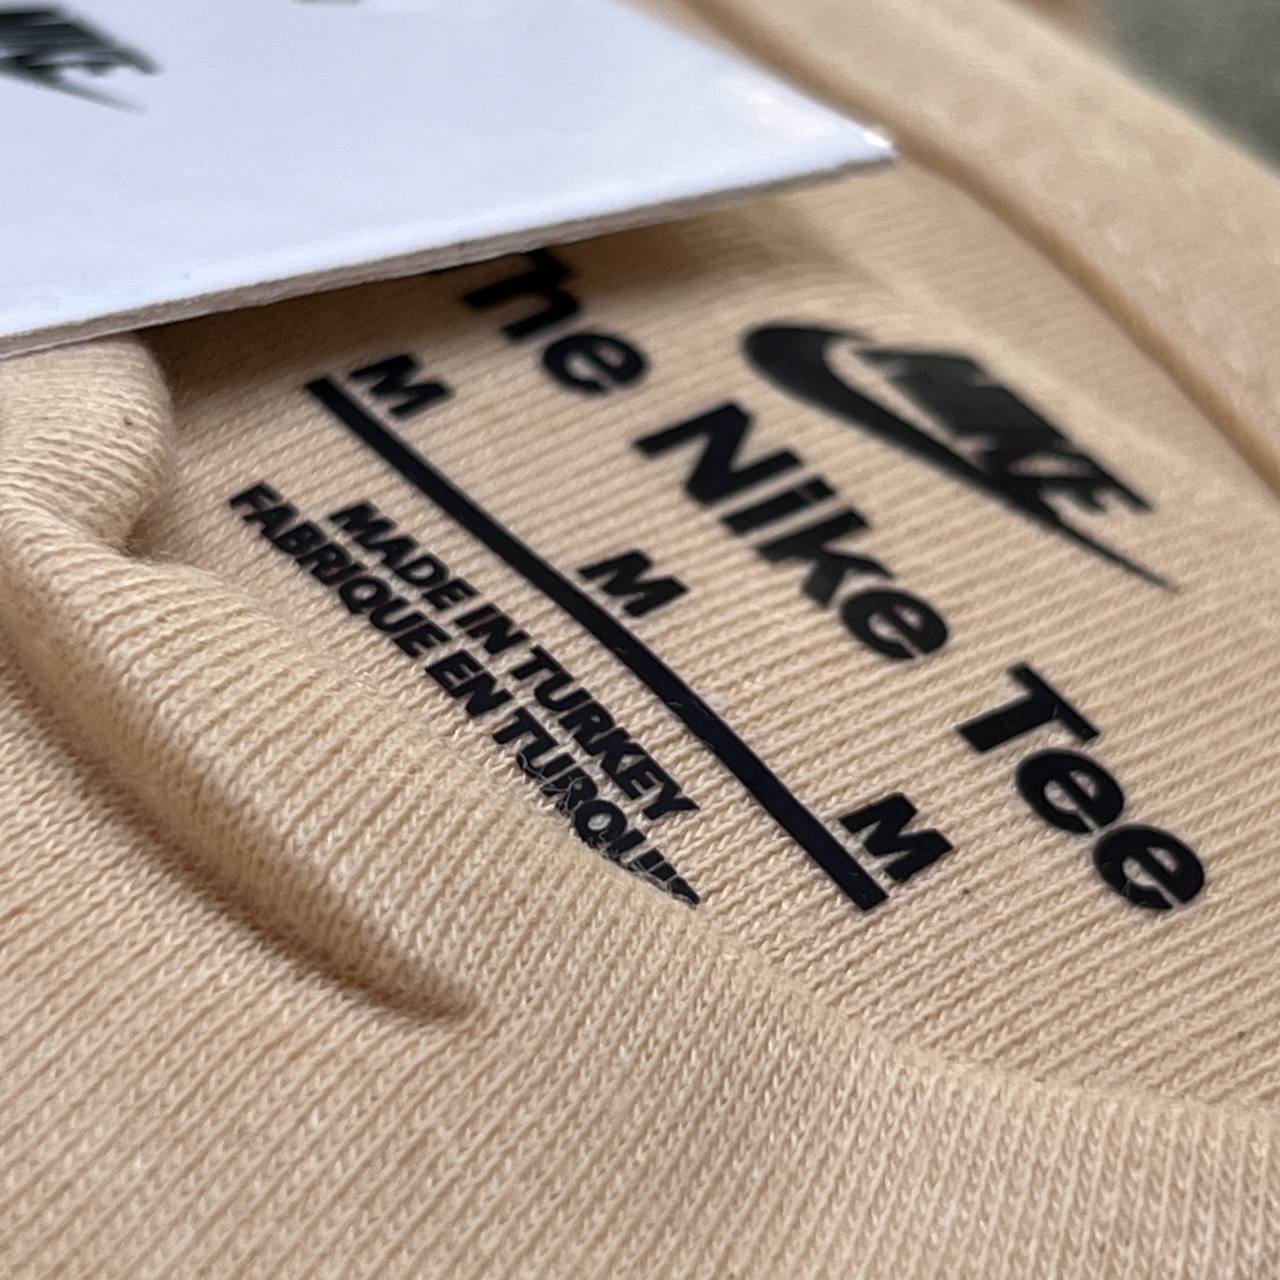 NIKE
he Nike Tee
M M M
MADE IN TURKEY
FABRIQUE EN TURQUIE